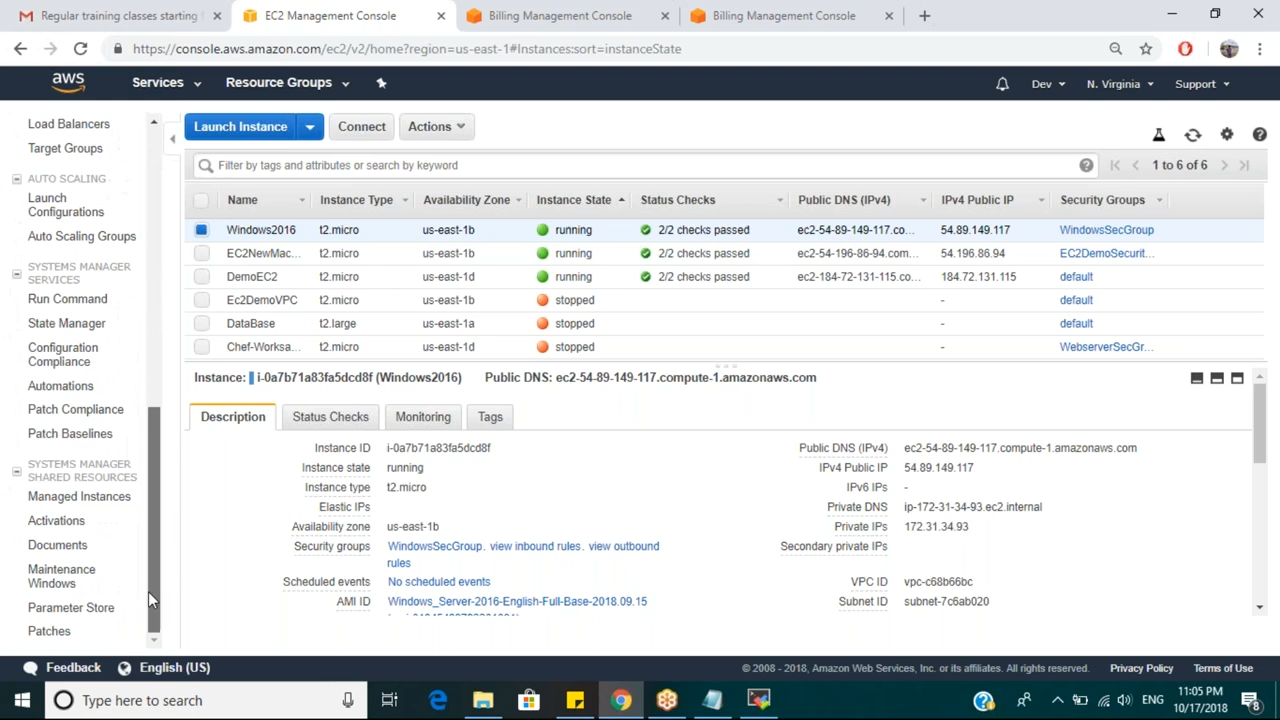 Regular training classes starting f
EC2 Management Console
Billing Management Console
Billing Management Console
https://console.aws.amazon.com/ec2/v2/home?region=us-east-1#Instances:sort=instanceState
aws
Services
Resource Groups
Dev
N. Virginia
Support
Load Balancers
Target Groups
AUTO SCALING
Launch
Configurations
Auto Scaling Groups
SYSTEMS MANAGER
SERVICES
Run Command
State Manager
Configuration
Compliance
Automations
Patch Compliance
Patch Baselines
SYSTEMS MANAGER
SHARED RESOURCES
Managed Instances
Activations
Documents
Maintenance
Windows
Parameter Store
Patches
Launch Instance
Connect
Actions
Filter by tags and attributes or search by keyword
1 to 6 of 6
Name Instance Type Availability Zone Instance State Status Checks Public DNS (IPv4) IPv4 Public IP Security Groups
Windows2016 t2.micro us-east-1b running 2/2 checks passed ec2-54-89-149-117.co... 54.89.149.117 WindowsSecGroup
EC2NewMac... t2.micro us-east-1b running 2/2 checks passed ec2-54-196-86-94.com... 54.196.86.94 EC2DemoSecurit...
DemoEC2 t2.micro us-east-1d running 2/2 checks passed ec2-184-72-131-115.co... 184.72.131.115 default
Ec2DemoVPC t2.micro us-east-1b stopped - default
DataBase t2.large us-east-1a stopped - default
Chef-Worksa... t2.micro us-east-1d stopped - WebserverSecGr...
Instance: i-0a7b71a83fa5dcd8f (Windows2016) Public DNS: ec2-54-89-149-117.compute-1.amazonaws.com
Description Status Checks Monitoring Tags
Instance ID i-0a7b71a83fa5dcd8f Public DNS (IPv4) ec2-54-89-149-117.compute-1.amazonaws.com
Instance state running IPv4 Public IP 54.89.149.117
Instance type t2.micro IPv6 IPs -
Elastic IPs Private DNS ip-172-31-34-93.ec2.internal
Availability zone us-east-1b Private IPs 172.31.34.93
Security groups WindowsSecGroup. view inbound rules. view outbound Secondary private IPs
rules
Scheduled events No scheduled events VPC ID vpc-c68b66bc
AMI ID Windows_Server-2016-English-Full-Base-2018.09.15 Subnet ID subnet-7c6ab020
Feedback
English (US)
© 2008 - 2018, Amazon Web Services, Inc. or its affiliates. All rights reserved.
Privacy Policy
Terms of Use
Type here to search
ENG
11:05 PM
10/17/2018
8